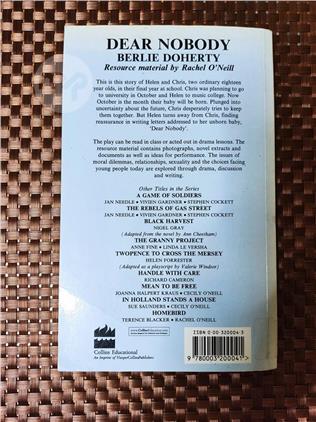 DEAR NOBODY
BERLIE DOHERTY
Resource material by Rachel O'Neill
This is this story of Helen and Chris, two ordinary eighteen
year olds, in their final year at school. Chris was planning to go
to university in October and Helen to music college. Now
October is the month their baby will be born. Plunged into
uncertainty about the future, Chris desperately tries to keep
them together. But Helen turns away from Chris, finding
reassurance in writing letters addressed to her unborn baby,
'Dear Nobody'.
The play can be read in class or acted out in drama lessons. The
resource material contains photographs, novel extracts and
documents as well as ideas for performance. The issues of
moral dilemmas, relationships, sexuality and the choices facing
young people today are explored through drama, discussion
and writing.
Other Titles in the Series
A GAME OF SOLDIERS
JAN NEEDLE • VIVIEN GARDNER • STEPHEN COCKETT
THE REBELS OF GAS STREET
JAN NEEDLE • VIVIEN GARDNER • STEPHEN COCKETT
BLACK HARVEST
NIGEL GRAY
(Adapted from the novel by Ann Cheetham)
THE GRANNY PROJECT
ANNE FINE • LINDA LE VERSHA
TWOPENCE TO CROSS THE MERSEY
HELEN FORRESTER
(Adapted as a playscript by Valerie Windsor)
HANDLE WITH CARE
RICHARD CAMERON
MEAN TO BE FREE
JOANNA HALPERT KRAUS • CECILY O'NEILL
IN HOLLAND STANDS A HOUSE
SUE SAUNDERS • CECILY O'NEILL
HOMEBIRD
TERENCE BLACKER • RACHEL O'NEILL
Collins Educational
An Imprint of HarperCollinsPublishers
ISBN 0-00-320004-3
9780003200041